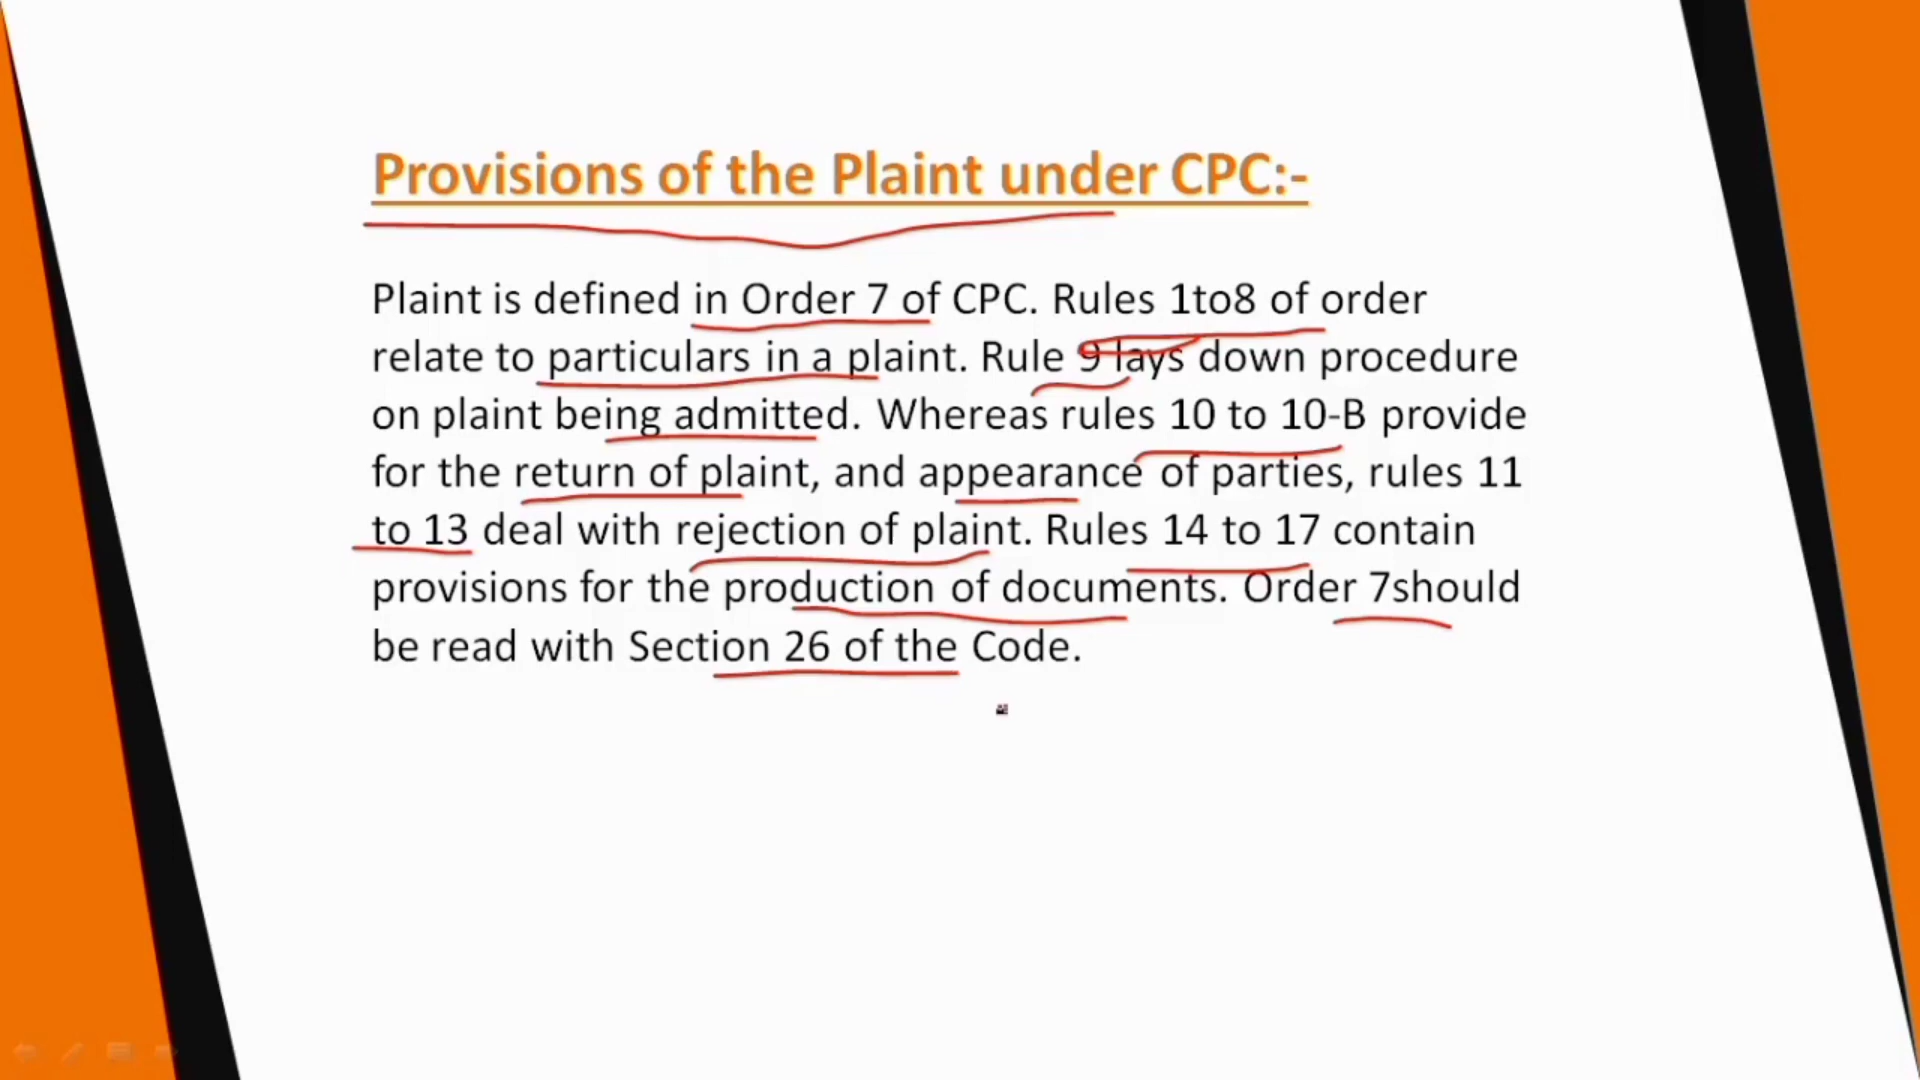 Provisions of the Plaint under CPC:-
Plaint is defined in Order 7 of CPC. Rules 1to8 of order
relate to particulars in a plaint. Rule 9 lays down procedure
on plaint being admitted. Whereas rules 10 to 10-B provide
for the return of plaint, and appearance of parties, rules 11
to 13 deal with rejection of plaint. Rules 14 to 17 contain
provisions for the production of documents. Order 7should
be read with Section 26 of the Code.